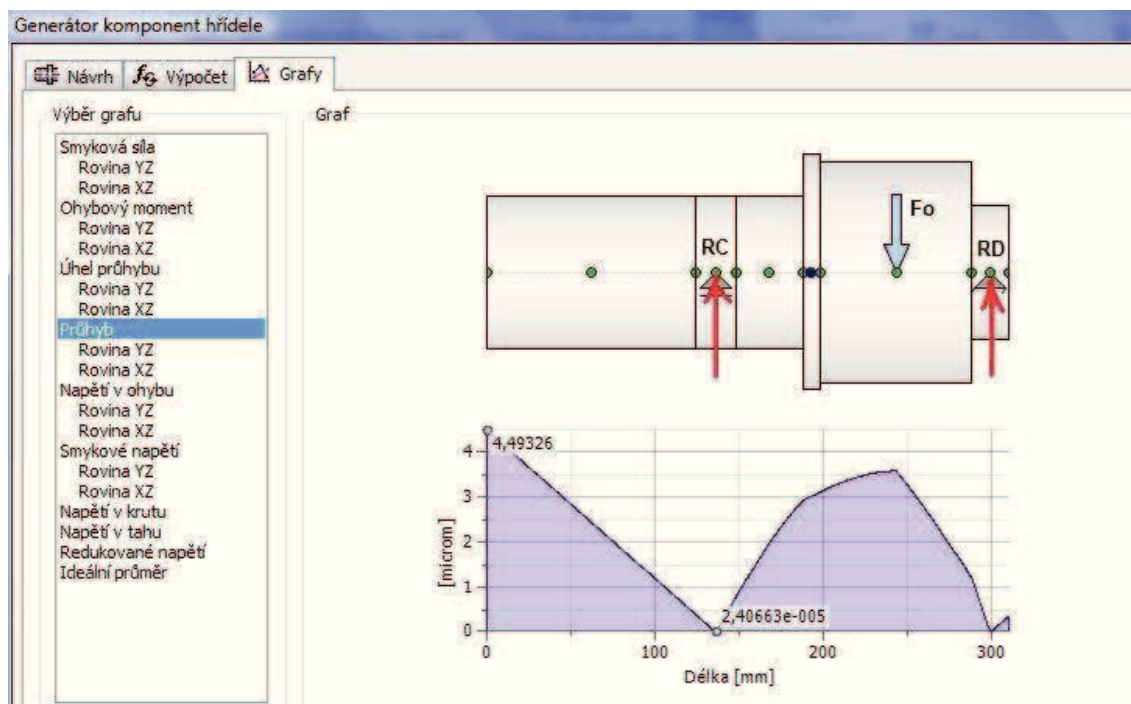 Generátor komponent hřídele
Návrh
Výpočet
Grafy
Výběr grafu
Smyková síla
Rovina YZ
Rovina XZ
Ohybový moment
Rovina YZ
Rovina XZ
Úhel průhybu
Rovina YZ
Rovina XZ
Průhyb
Rovina YZ
Rovina XZ
Napětí v ohybu
Rovina YZ
Rovina XZ
Smykové napětí
Rovina YZ
Rovina XZ
Napětí v krutu
Napětí v tahu
Redukované napětí
Ideální průměr
Graf
RC
Fo
RD
4,49326
2,40663e-005
4
3
2
1
0
[microm]
0
100
200
300
Délka [mm]